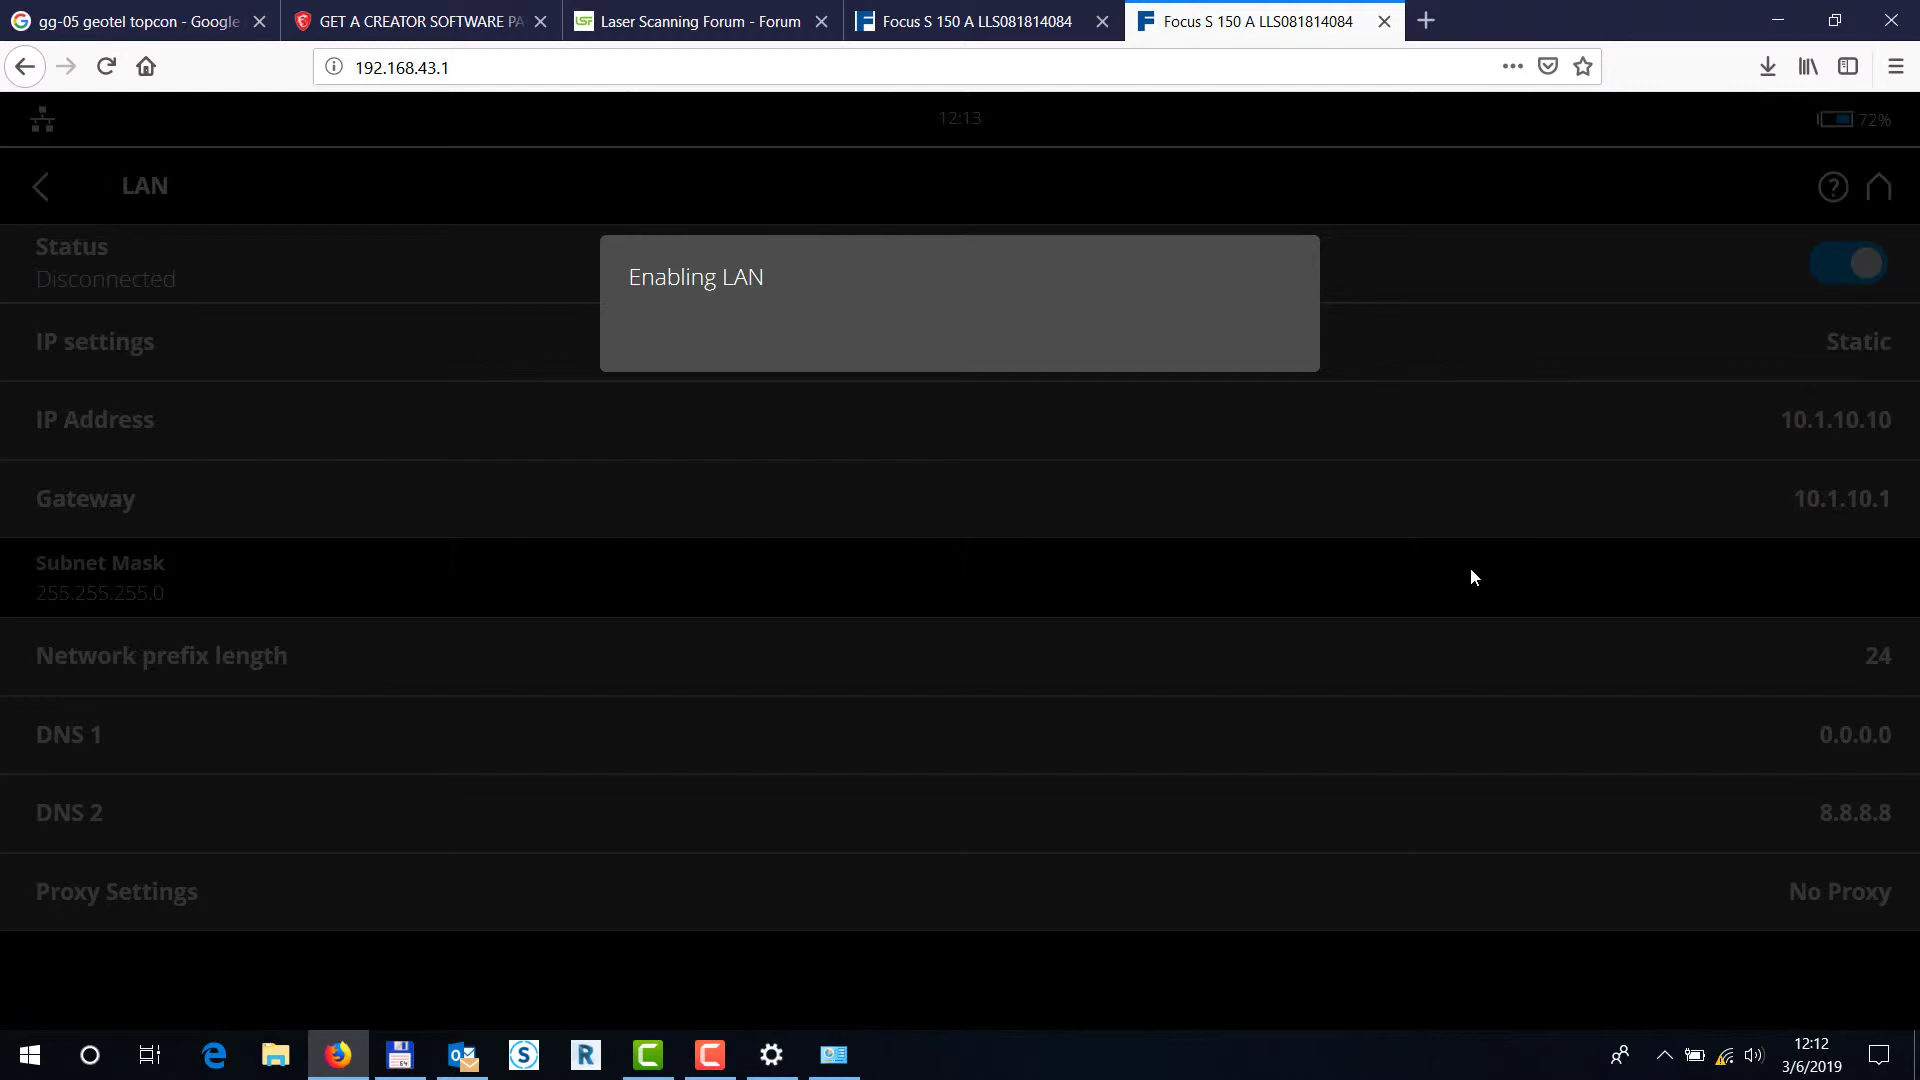 gg-05 geotel topcon - Google
GET A CREATOR SOFTWARE PA
Laser Scanning Forum - Forum
Focus S 150 A LLS081814084
Focus S 150 A LLS081814084
192.168.43.1
12:13
72%
LAN
Status
Disconnected
Enabling LAN
IP settings
Static
IP Address
10.1.10.10
Gateway
10.1.10.1
Subnet Mask
255.255.255.0
Network prefix length
24
DNS 1
0.0.0.0
DNS 2
8.8.8.8
Proxy Settings
No Proxy
12:12
3/6/2019